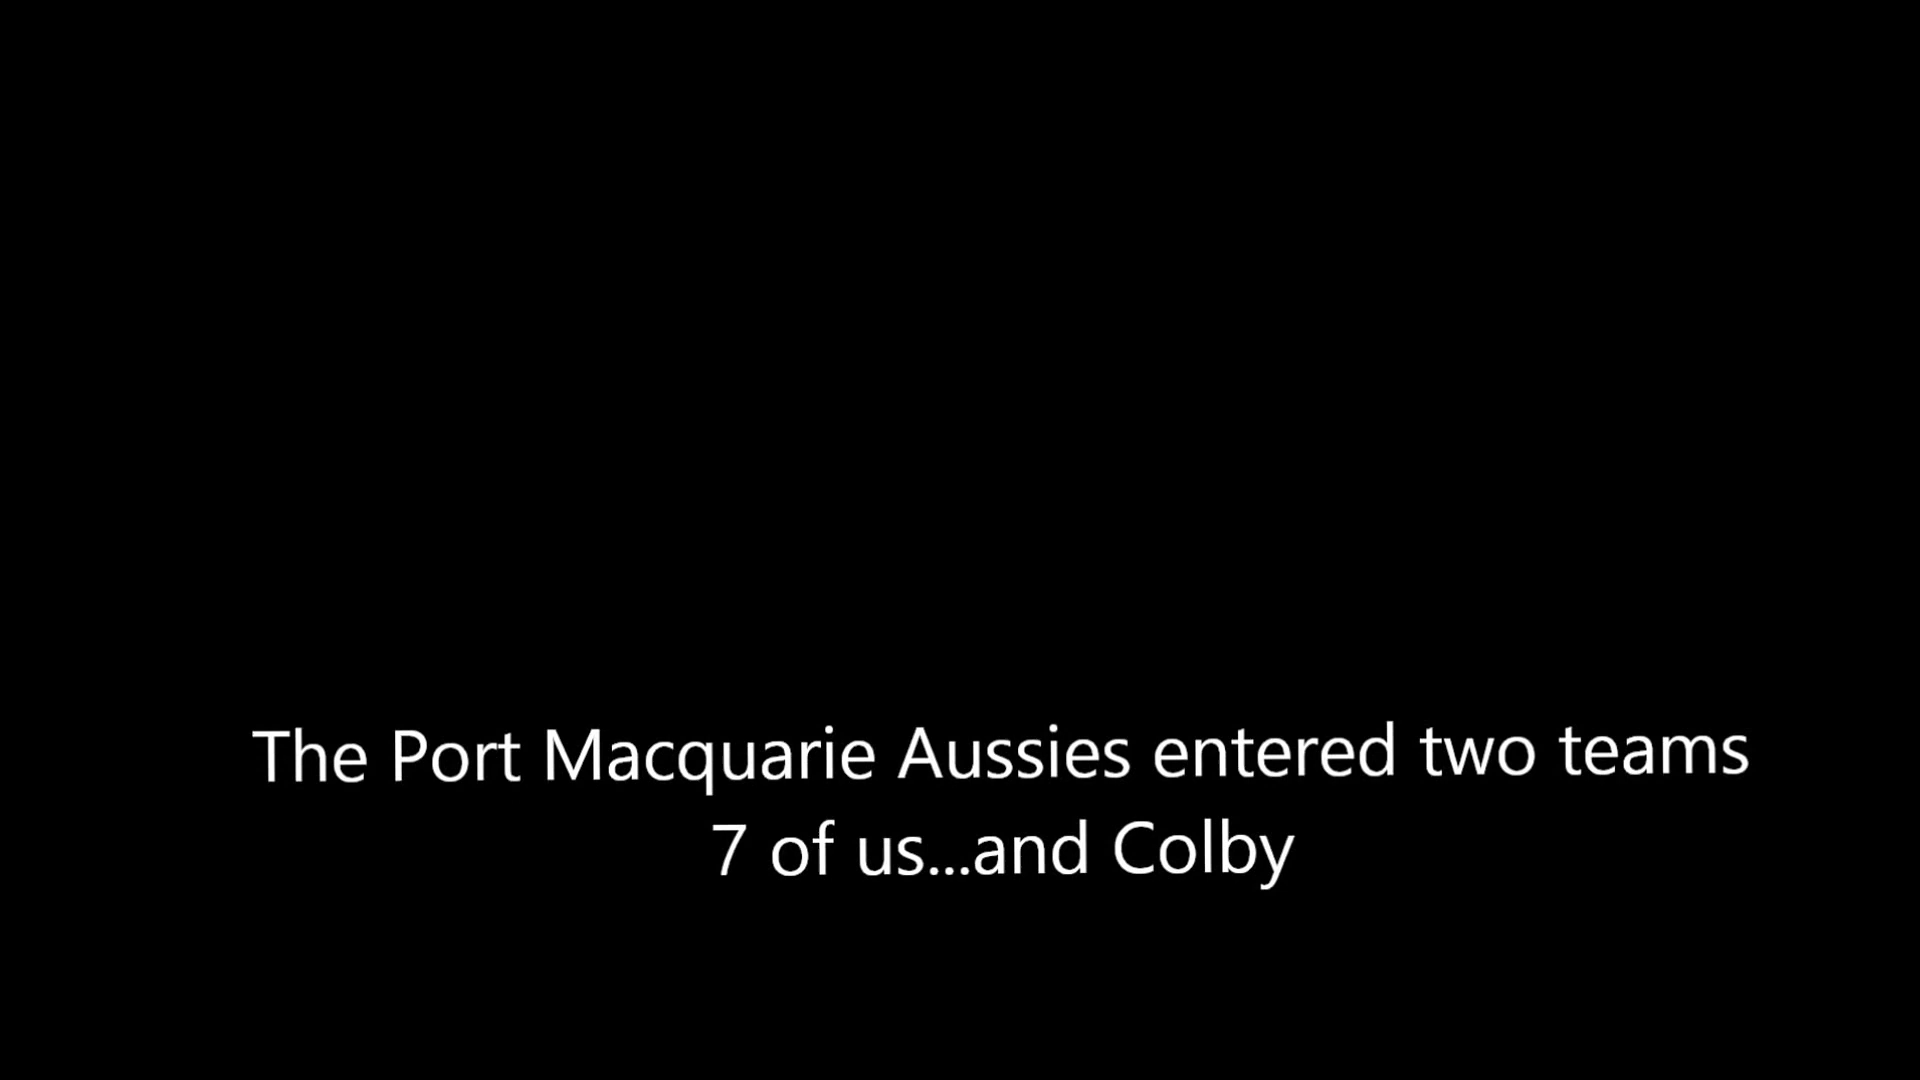 The Port Macquarie Aussies entered two teams
7 of us...and Colby